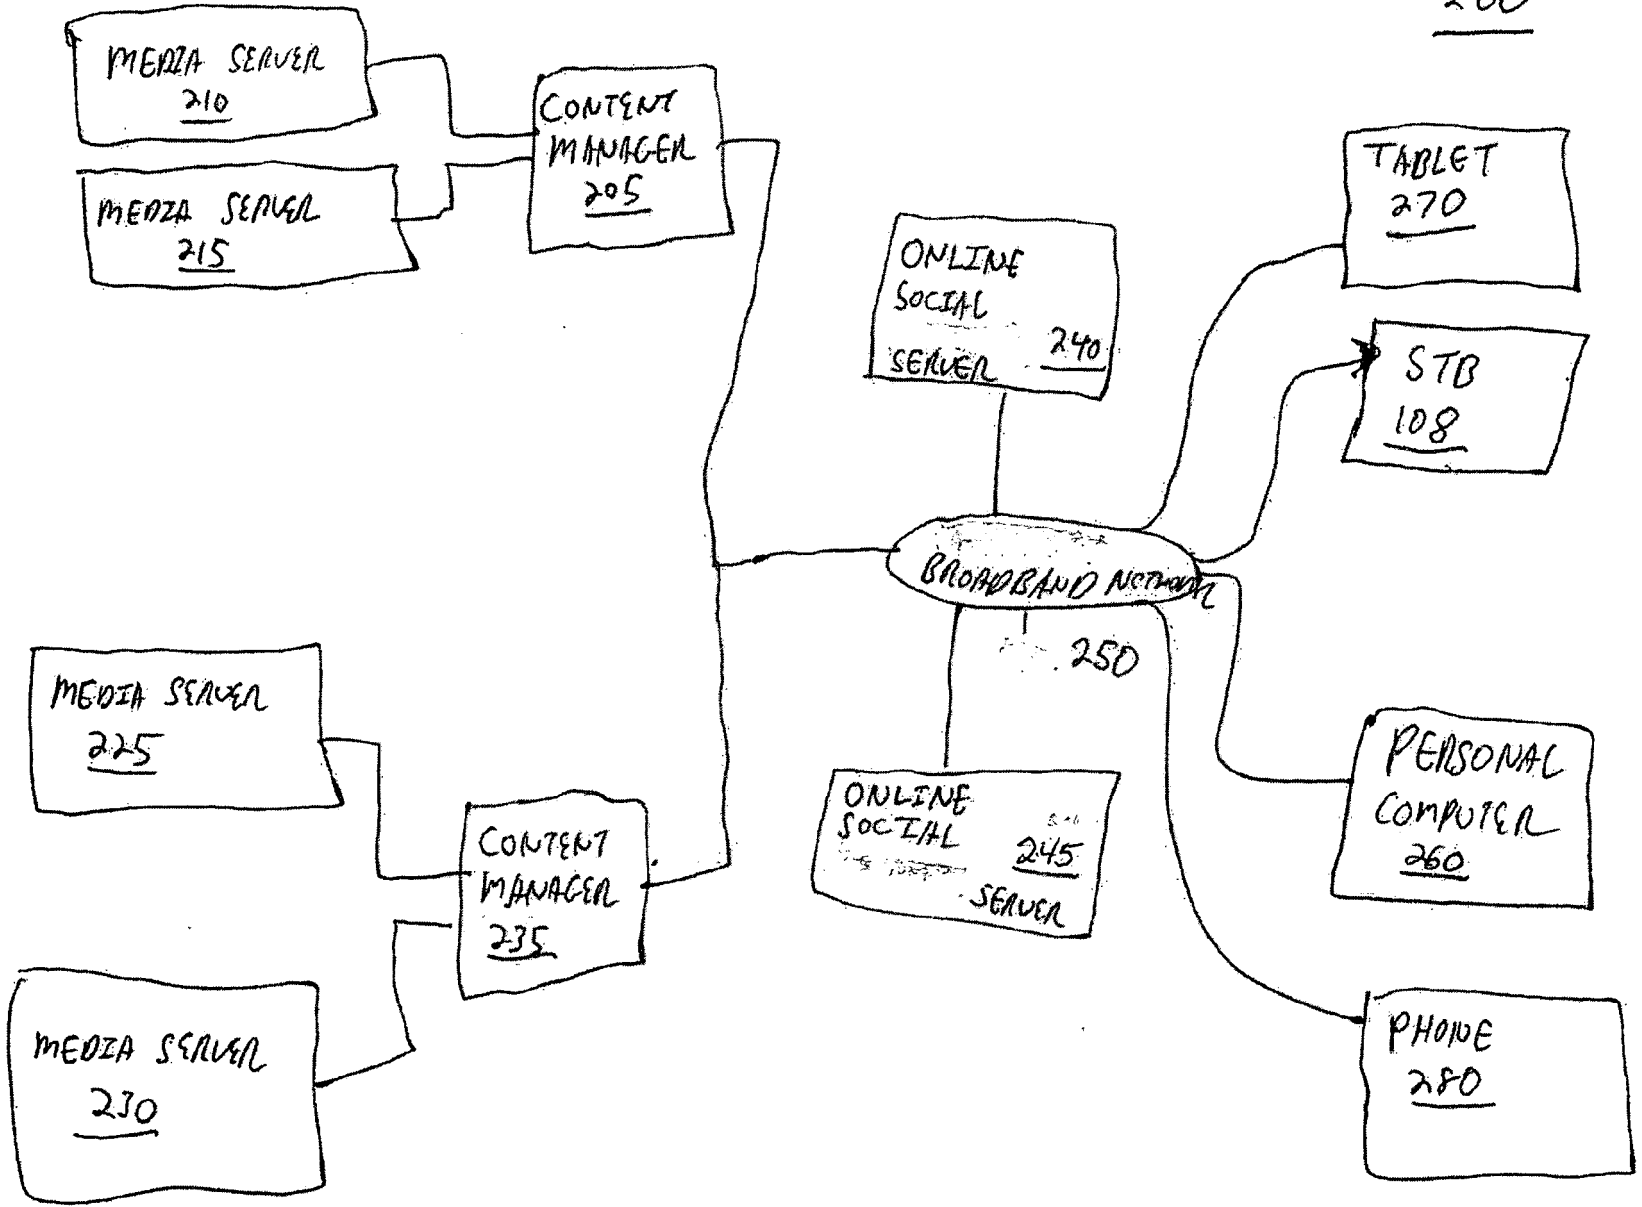 200
MEDIA SERVER
210
MEDIA SERVER
215
CONTENT
MANAGER
205
ONLINE
SOCIAL
SERVER 240
TABLET
270
STB
108
BROADBAND NETWORK
250
MEDIA SERVER
225
MEDIA SERVER
230
CONTENT
MANAGER
235
ONLINE
SOCIAL
245
SERVER
PERSONAL
COMPUTER
260
PHONE
280